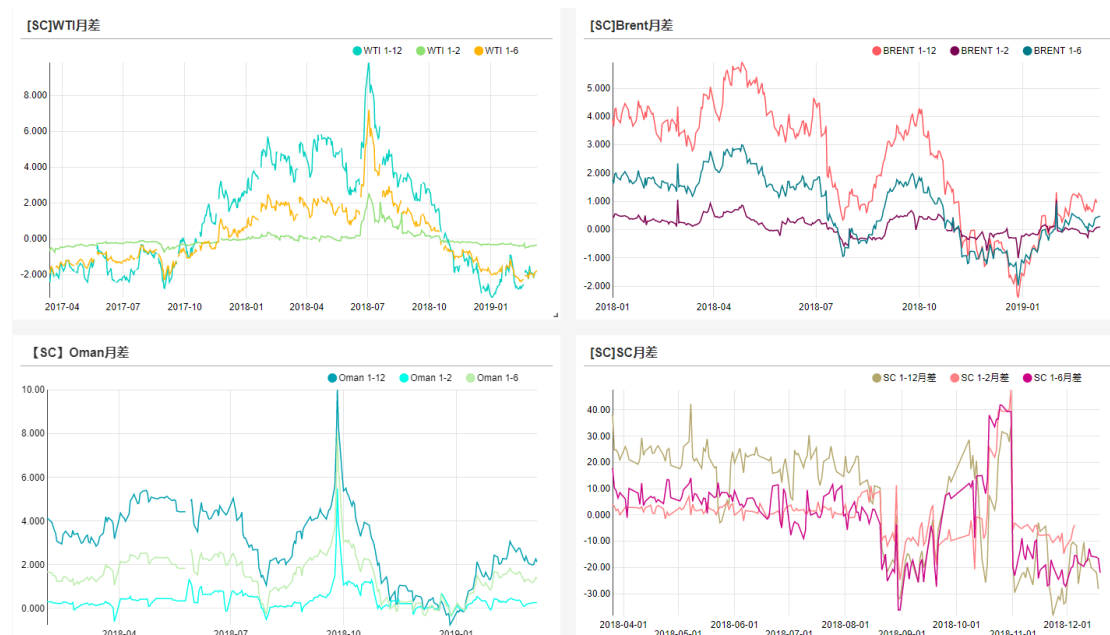 [SC]WTI月差
WTI 1-12 WTI 1-2 WTI 1-6
8.000
6.000
4.000
2.000
0.000
-2.000
2017-04 2017-07 2017-10 2018-01 2018-04 2018-07 2018-10 2019-01
[SC]Brent月差
BRENT 1-12 BRENT 1-2 BRENT 1-6
5.000
4.000
3.000
2.000
1.000
0.000
-1.000
-2.000
2018-01 2018-04 2018-07 2018-10 2019-01
【SC】Oman月差
Oman 1-12 Oman 1-2 Oman 1-6
10.00
8.000
6.000
4.000
2.000
0.000
2018-04 2018-07 2018-10 2019-01
[SC]SC月差
SC 1-12月差 SC 1-2月差 SC 1-6月差
40.00
30.00
20.00
10.00
0.000
-10.00
-20.00
-30.00
2018-04-01 2018-06-01 2018-08-01 2018-10-01 2018-12-01
2018-05-01 2018-07-01 2018-09-01 2018-11-01